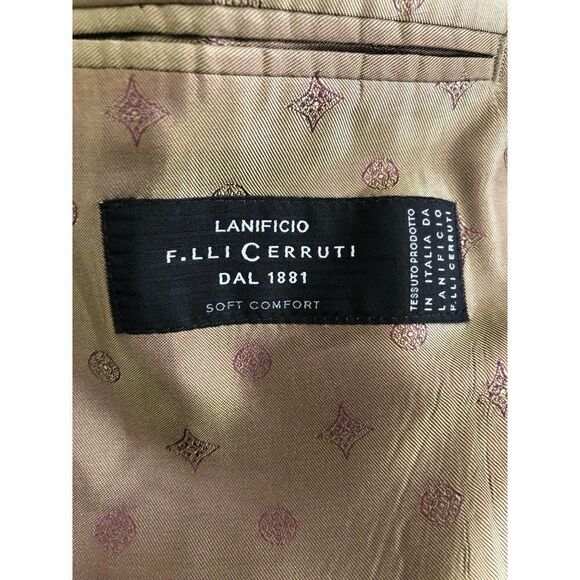 LANIFICIO
F.LLI CERRUTI
DAL 1881
SOFT COMFORT
TESSUTO PRODOTTO
IN ITALIA DA
LANIFICIO
F.LLI CERRUTI